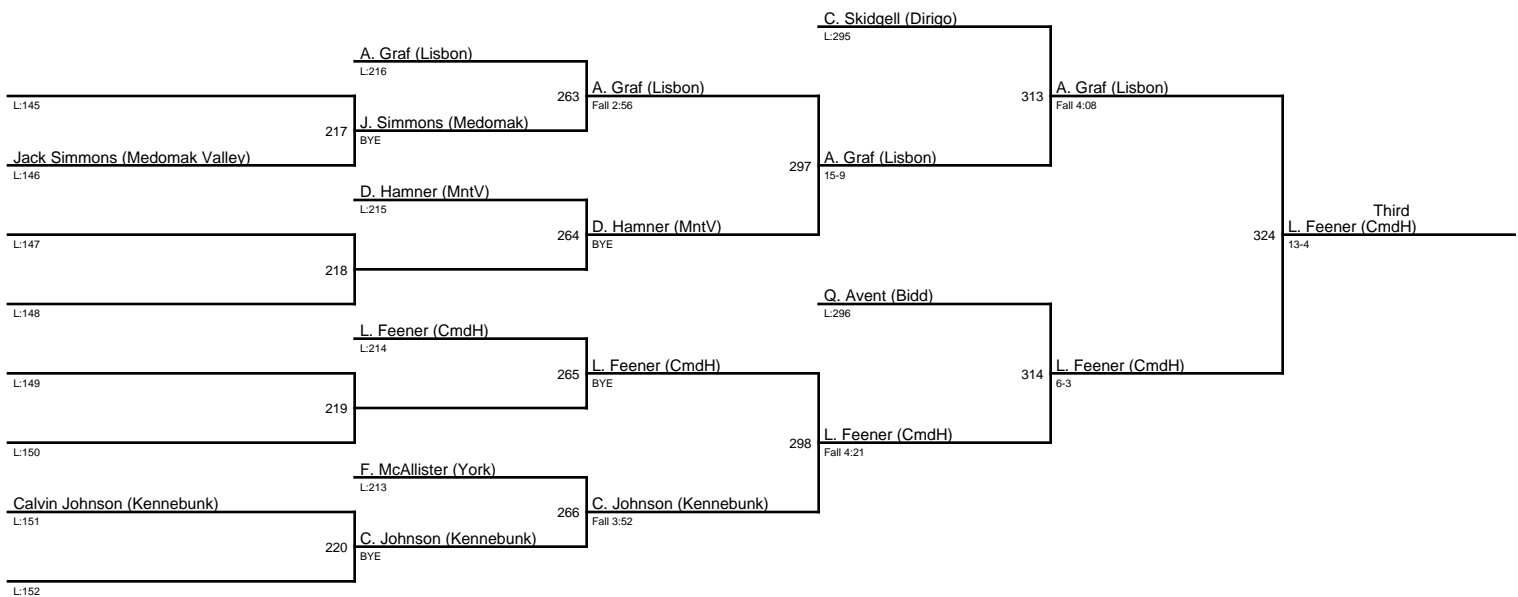 C. Skidgell (Dirigo)
L:295
A. Graf (Lisbon)
L:216
263
A. Graf (Lisbon)
Fall 2:56
313
A. Graf (Lisbon)
Fall 4:08
L:145
217
J. Simmons (Medomak)
BYE
Jack Simmons (Medomak Valley)
L:146
297
A. Graf (Lisbon)
15-9
D. Hamner (MntV)
L:215
264
D. Hamner (MntV)
BYE
Third
324
L. Feener (CmdH)
13-4
L:147
218
L:148
Q. Avent (Bidd)
L:296
L. Feener (CmdH)
L:214
265
L. Feener (CmdH)
BYE
314
L. Feener (CmdH)
6-3
L:149
219
L:150
298
L. Feener (CmdH)
Fall 4:21
F. McAllister (York)
L:213
Calvin Johnson (Kennebunk)
L:151
266
C. Johnson (Kennebunk)
Fall 3:52
220
C. Johnson (Kennebunk)
BYE
L:152